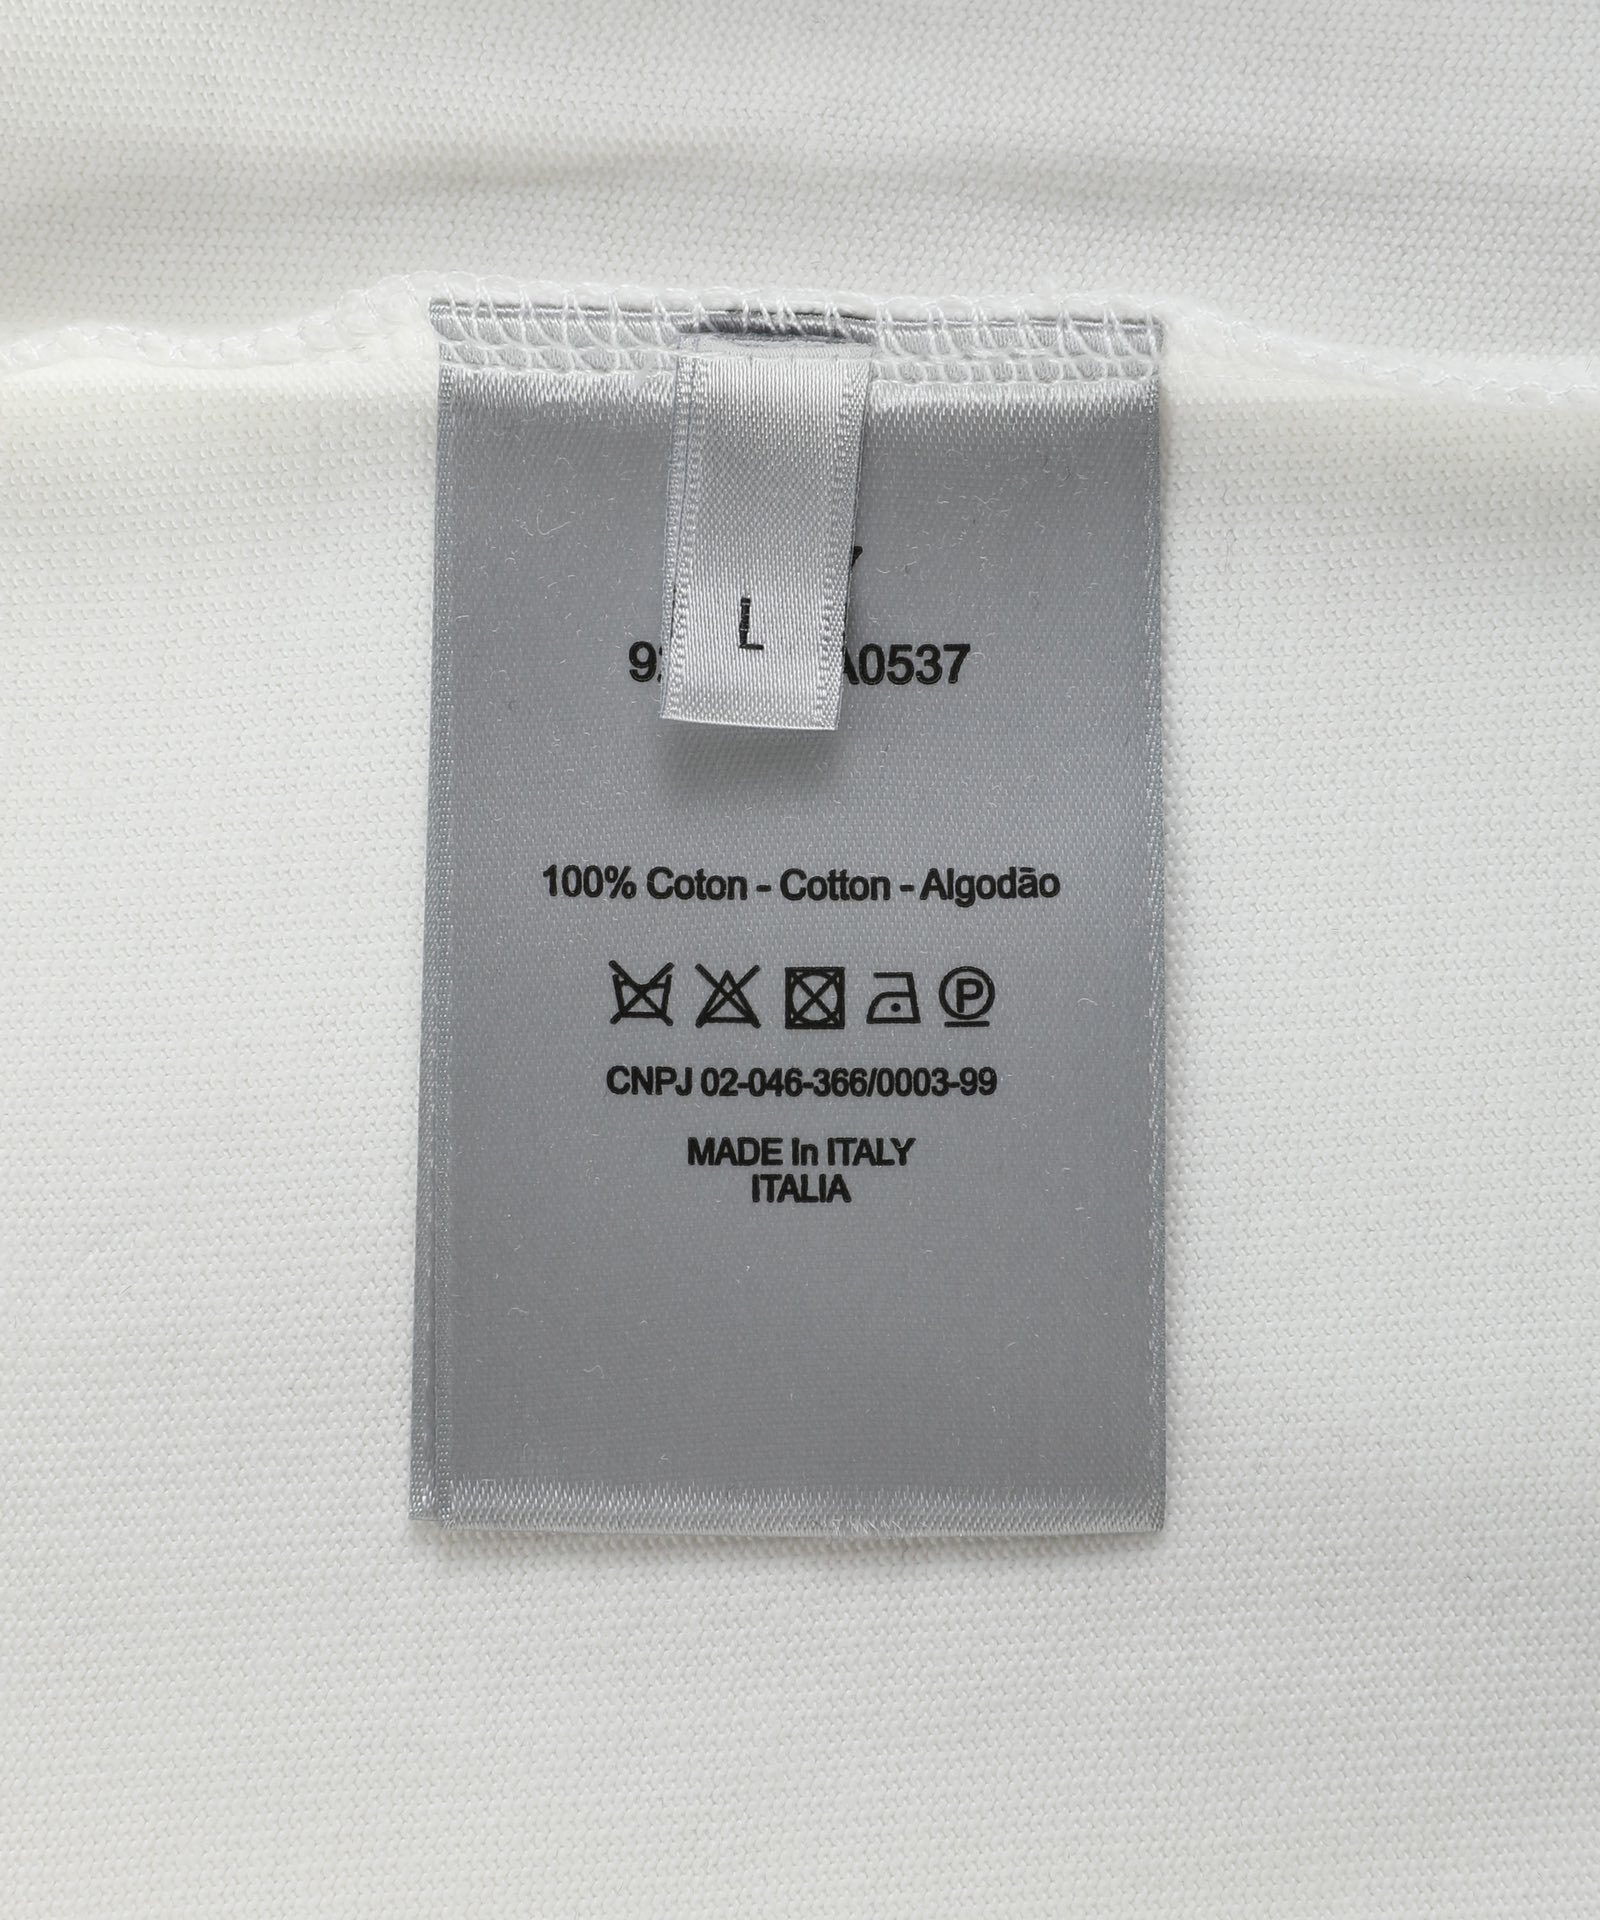 L
A0537
100% Coton - Cotton - Algodão
CNPJ 02-046-366/0003-99
MADE In ITALY
ITALIA